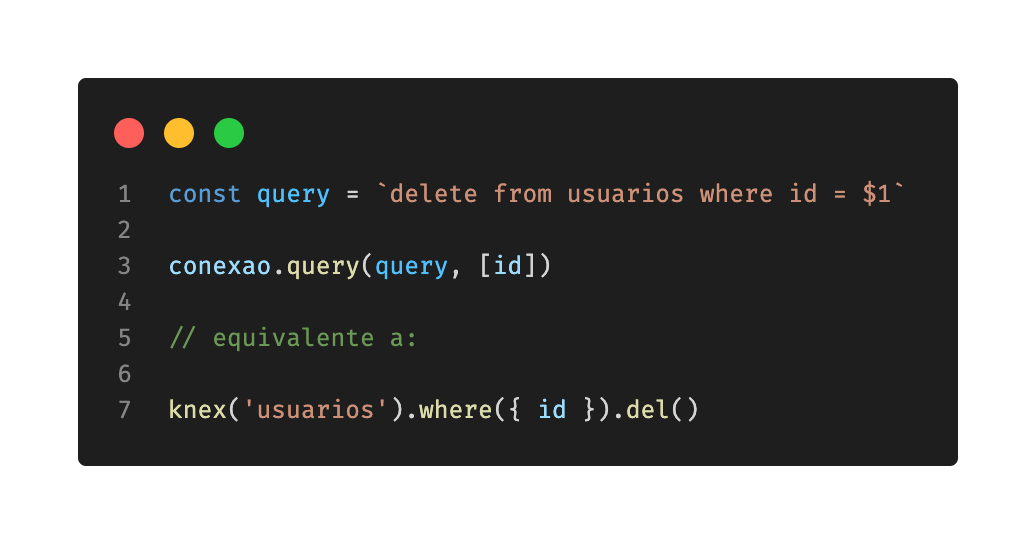 1 const query = `delete from usuarios where id = $1`
2
3 conexao.query(query, [id])
4
5 // equivalente a:
6
7 knex('usuarios').where({ id }).del()